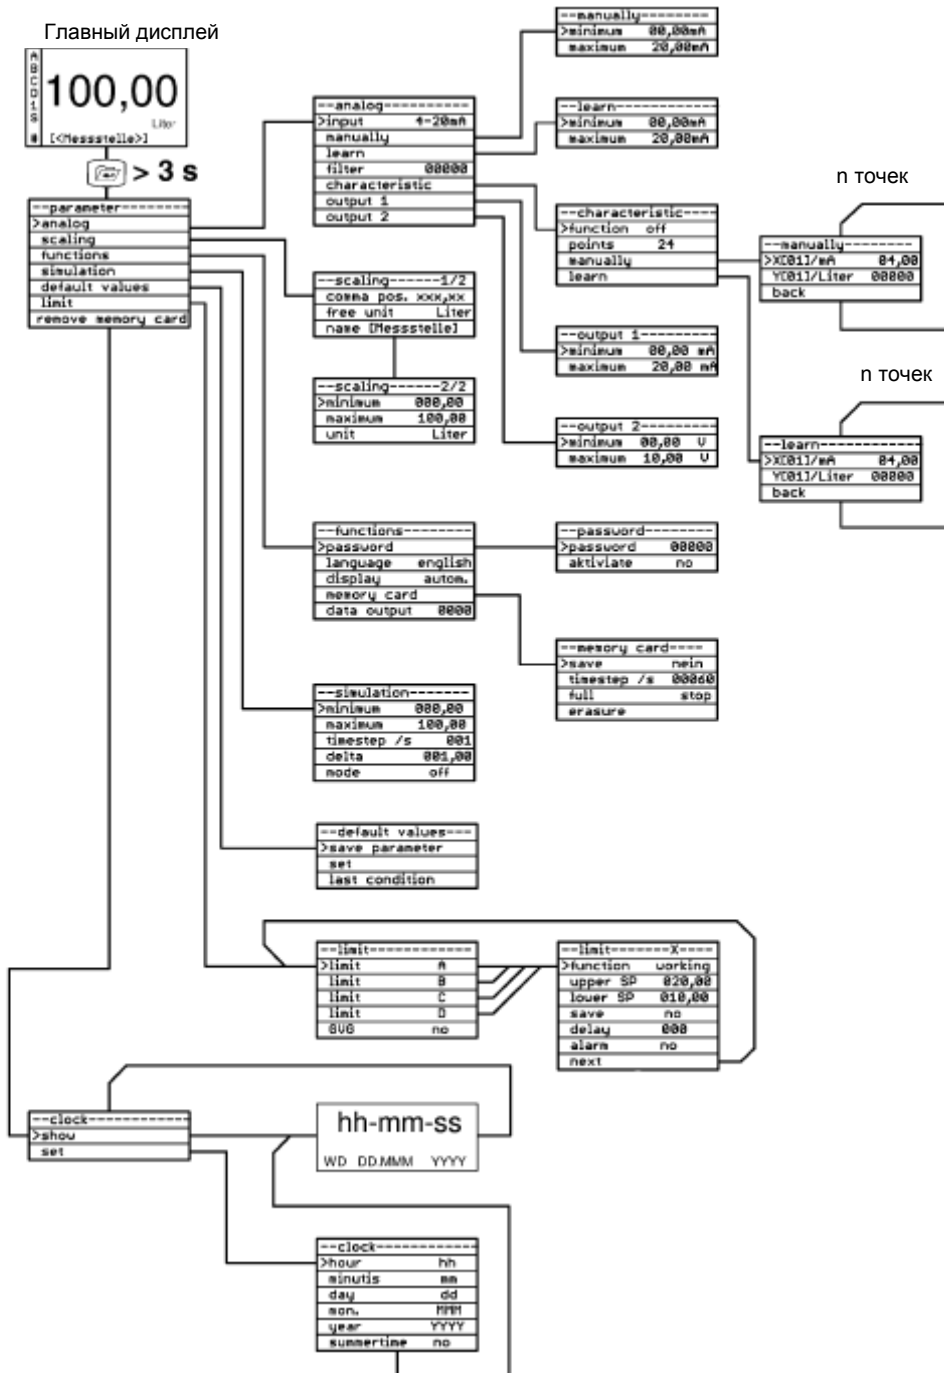 Главный дисплей
A
B
C
D
1
S
#
100,00
Liter
[<Messstelle>]
> 3 s
--parameter--------
>analog
scaling
functions
simulation
default values
limit
remove memory card
--analog-----------
>input 4-20mA
manually
learn
filter 00000
characteristic
output 1
output 2
--manually--------
>minimum 00,00mA
maximum 20,00mA
--learn-----------
>minimum 00,00mA
maximum 20,00mA
--characteristic---
>function off
points 24
manually
learn
n точек
--manually--------
>X[01]/mA 04,00
Y[01]/Liter 00000
back
--scaling------1/2
comma pos. xxx,xx
free unit Liter
name [Messstelle]
--output 1---------
>minimum 00,00 mA
maximum 20,00 mA
--scaling------2/2
>minimum 000,00
maximum 100,00
unit Liter
n точек
--output 2---------
>minimum 00,00 V
maximum 10,00 V
--learn-----------
>X[01]/mA 04,00
Y[01]/Liter 00000
back
--functions--------
>password
language english
display autom.
memory card
data output 0000
--password--------
>password 00000
aktiviate no
--memory card----
>save nein
timestep /s 00060
full stop
erasure
--simulation-------
>minimum 000,00
maximum 100,00
timestep /s 001
delta 001,00
mode off
--default values---
>save parameter
set
last condition
--limit------------
>limit A
limit B
limit C
limit D
GVG no
--limit-------X----
>function working
upper SP 020,00
lower SP 010,00
save no
delay 000
alarm no
next
--clock-----------
>show
set
hh-mm-ss
WD DD.MMM YYYY
--clock-----------
>hour hh
minutis mm
day dd
mon. MMM
year YYYY
summertime no